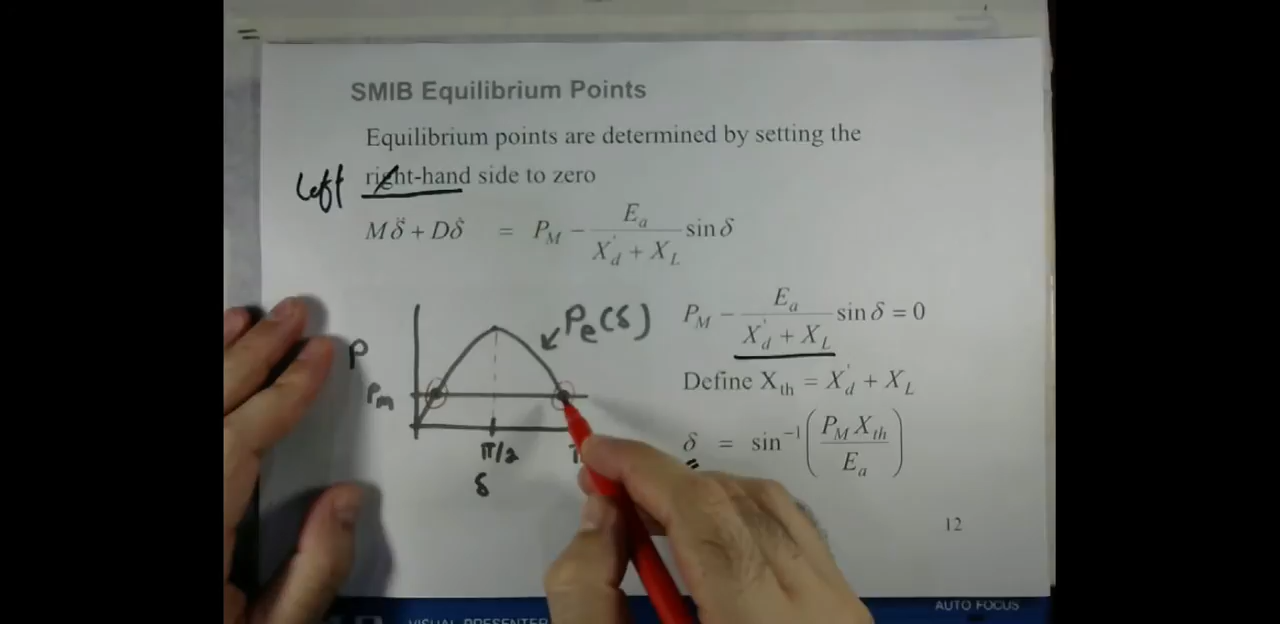 SMIB Equilibrium Points
Equilibrium points are determined by setting the
left right-hand side to zero
Mδ̈ + Dδ̇ = P_M − E_a / (X'_d + X_L) sin δ
P_e(δ)
P
P_m
π/2
δ
P_M − E_a / (X'_d + X_L) sin δ = 0
Define X_th = X'_d + X_L
δ = sin⁻¹ (P_M X_th / E_a)
12
AUTO FOCUS
VISUAL PRESENTER